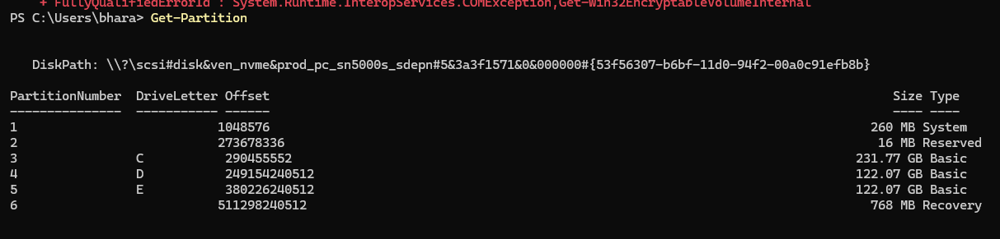 + FullyQualifiedErrorId : System.Runtime.InteropServices.COMException,Get-Win32EncryptableVolumeInternal
PS C:\Users\bhara> Get-Partition
DiskPath: \\?\scsi#disk&ven_nvme&prod_pc_sn5000s_sdepn#5&3a3f1571&0&000000#{53f56307-b6bf-11d0-94f2-00a0c91efb8b}
PartitionNumber  DriveLetter Offset                                                                                    Size Type
---------------  ----------- ------                                                                                    ---- ----
1                           1048576                                                                                  260 MB System
2                           273678336                                                                                 16 MB Reserved
3                C           290455552                                                                            231.77 GB Basic
4                D           249154240512                                                                         122.07 GB Basic
5                E           380226240512                                                                         122.07 GB Basic
6                           511298240512                                                                             768 MB Recovery